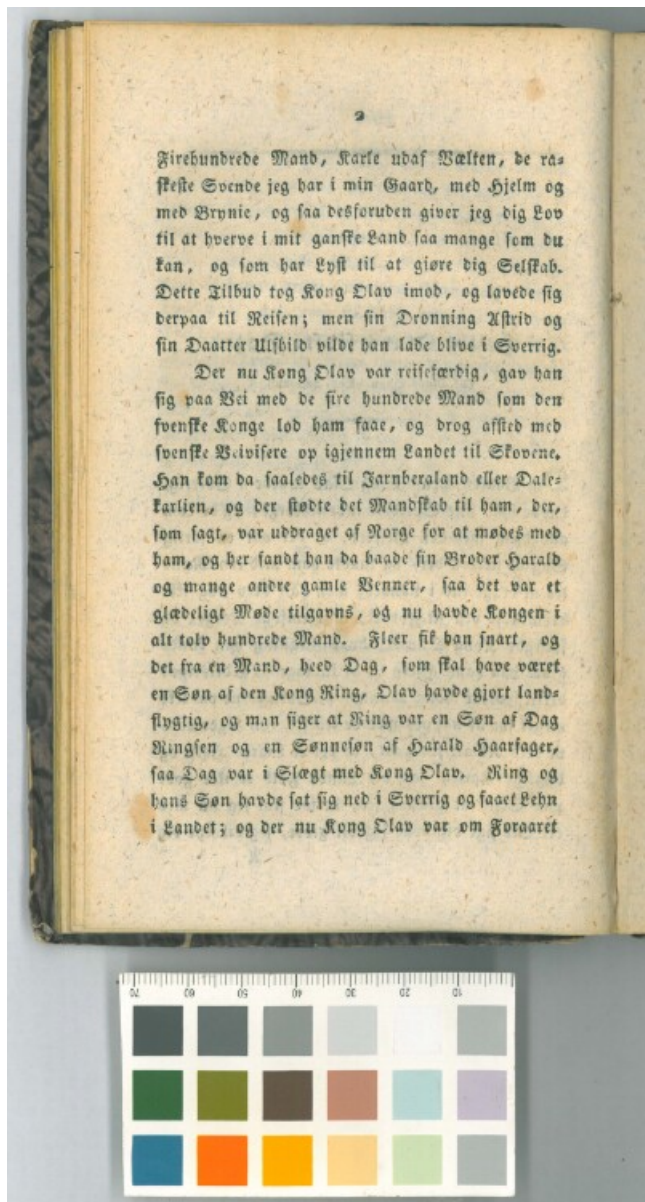 2
Firehundrede Mand, Karle udaf Vælten, de ra-
skeste Svende jeg har i min Gaard, med Hjelm og
med Brynie, og saa desforuden giver jeg dig Lov
til at hverve i mit ganske Land saa mange som du
kan, og som har Lyst til at giøre dig Selskab.
Dette Tilbud tog Kong Olav imod, og lavede sig
derpaa til Reisen; men sin Dronning Astrid og
sin Daatter Ulfhild vilde han lade blive i Sverrig.
Der nu Kong Olav var reisefærdig, gav han
sig paa Vei med de fire hundrede Mand som den
svenske Konge lod ham faae, og drog afsted med
svenske Veivisere op igjennem Landet til Skovene.
Han kom da saaledes til Jarnberaland eller Dale-
karlien, og der stødte det Mandskab til ham, der,
som sagt, var uddraget af Norge for at mødes med
ham, og her fandt han da baade sin Broder Harald
og mange andre gamle Venner, saa det var et
glædeligt Møde tilgavns, og nu havde Kongen i
alt tolv hundrede Mand. Fleer fik han snart, og
det fra en Mand, heed Dag, som skal have været
en Søn af den Kong Ring, Olav havde gjort land-
flygtig, og man siger at Ring var en Søn af Dag
Ringsen og en Sønnesøn af Harald Haarfager,
saa Dag var i Slægt med Kong Olav. Ring og
hans Søn havde sat sig ned i Sverrig og faaet Lehn
i Landet; og der nu Kong Olav var om Foraaret
70 60 50 40 30 20 10